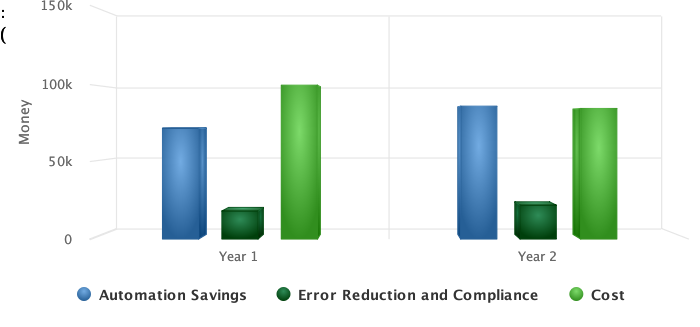 :
(
150k
100k
50k
0
Money
Year 1
Year 2
Automation Savings
Error Reduction and Compliance
Cost